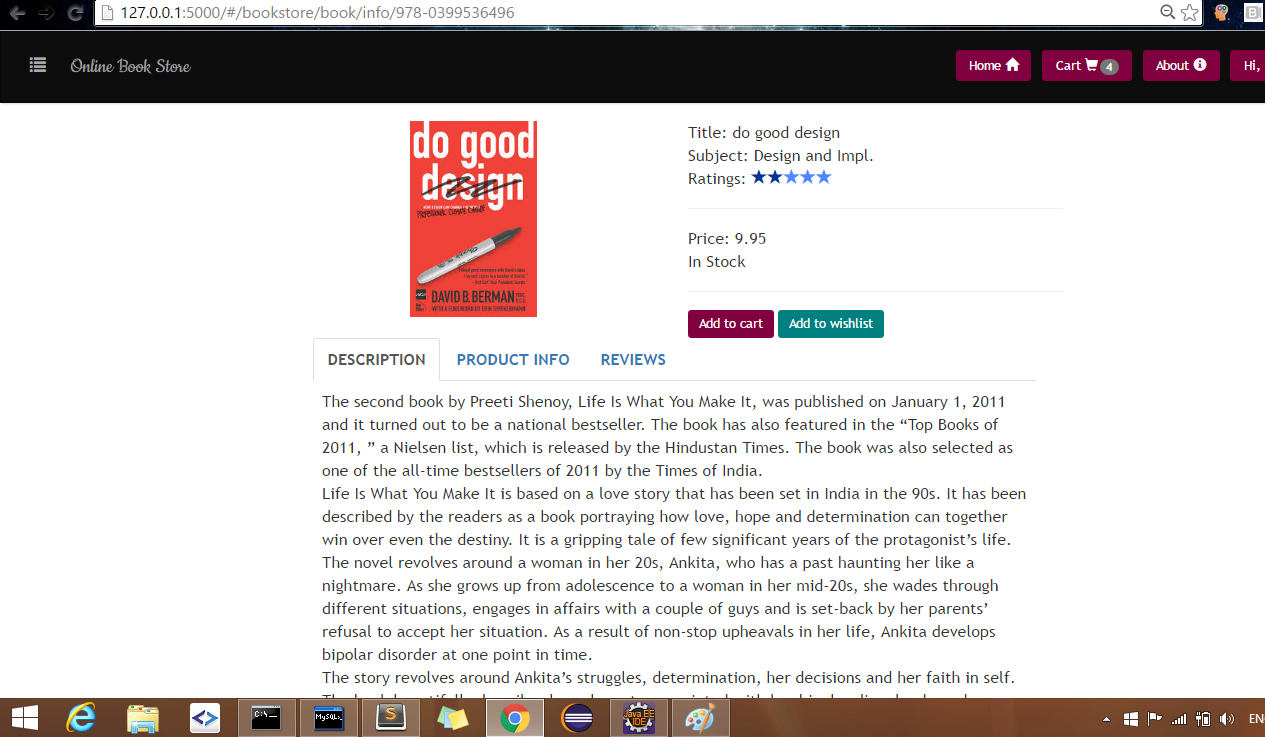 127.0.0.1:5000/#/bookstore/book/info/978-0399536496
Online Book Store
Home
Cart 4
About
Hi,
do good
design
DAVID B. BERMAN
Title: do good design
Subject: Design and Impl.
Ratings:
Price: 9.95
In Stock
Add to cart
Add to wishlist
DESCRIPTION
PRODUCT INFO
REVIEWS
The second book by Preeti Shenoy, Life Is What You Make It, was published on January 1, 2011
and it turned out to be a national bestseller. The book has also featured in the “Top Books of
2011, ” a Nielsen list, which is released by the Hindustan Times. The book was also selected as
one of the all-time bestsellers of 2011 by the Times of India.
Life Is What You Make It is based on a love story that has been set in India in the 90s. It has been
described by the readers as a book portraying how love, hope and determination can together
win over even the destiny. It is a gripping tale of few significant years of the protagonist’s life.
The novel revolves around a woman in her 20s, Ankita, who has a past haunting her like a
nightmare. As she grows up from adolescence to a woman in her mid-20s, she wades through
different situations, engages in affairs with a couple of guys and is set-back by her parents’
refusal to accept her situation. As a result of non-stop upheavals in her life, Ankita develops
bipolar disorder at one point in time.
The story revolves around Ankita’s struggles, determination, her decisions and her faith in self.
C:\_
MySQL
Java EE
IDE
EN